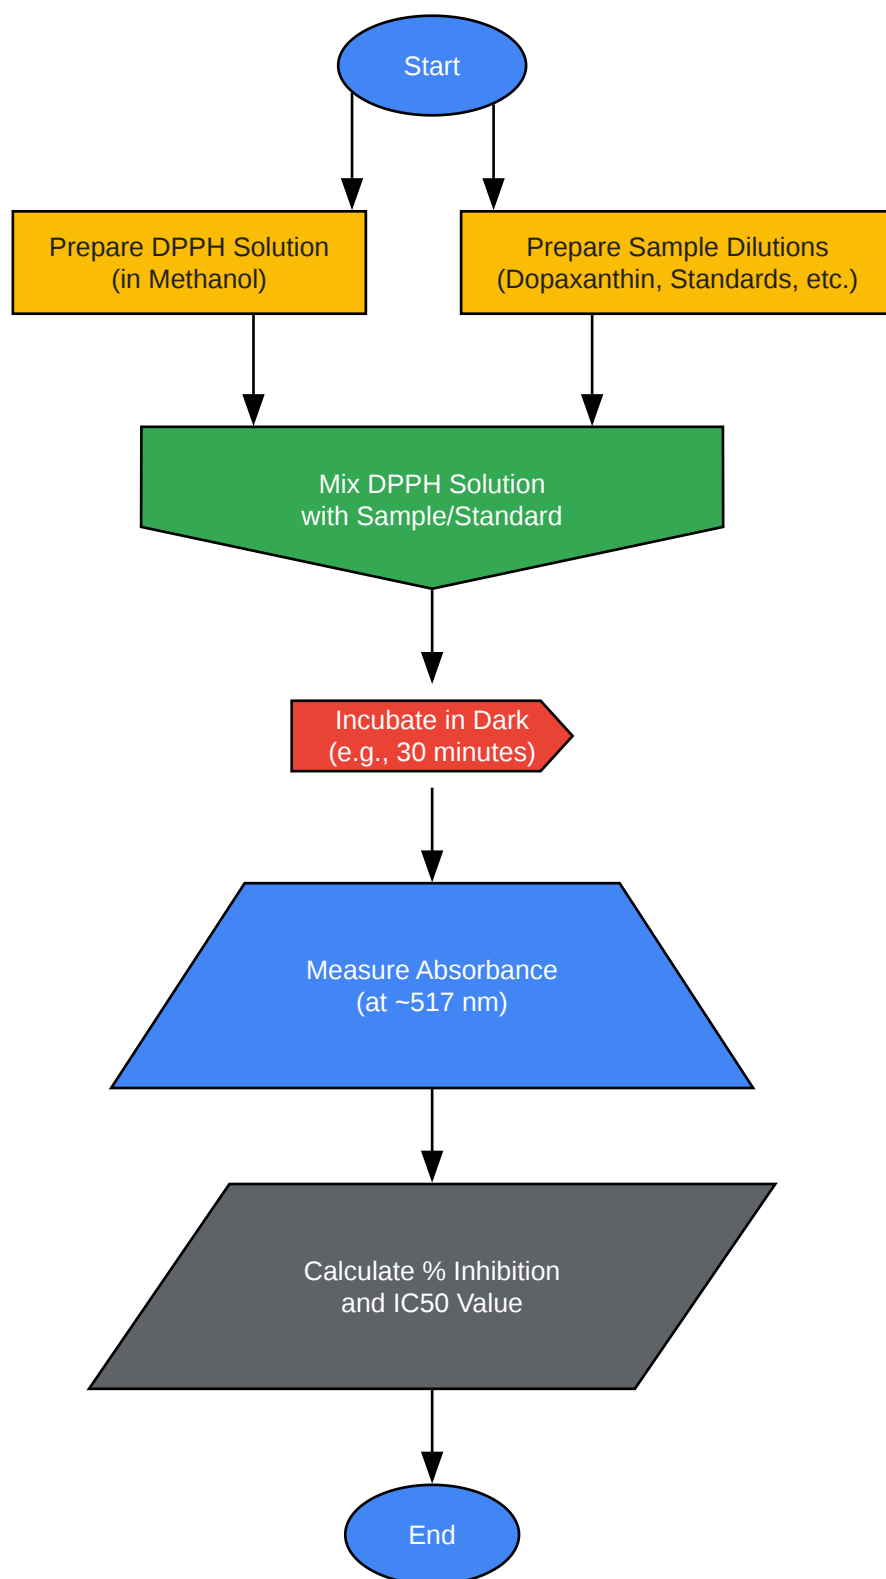 Start
Prepare DPPH Solution
(in Methanol)
Prepare Sample Dilutions
(Dopaxanthin, Standards, etc.)
Mix DPPH Solution
with Sample/Standard
Incubate in Dark
(e.g., 30 minutes)
Measure Absorbance
(at ~517 nm)
Calculate % Inhibition
and IC50 Value
End